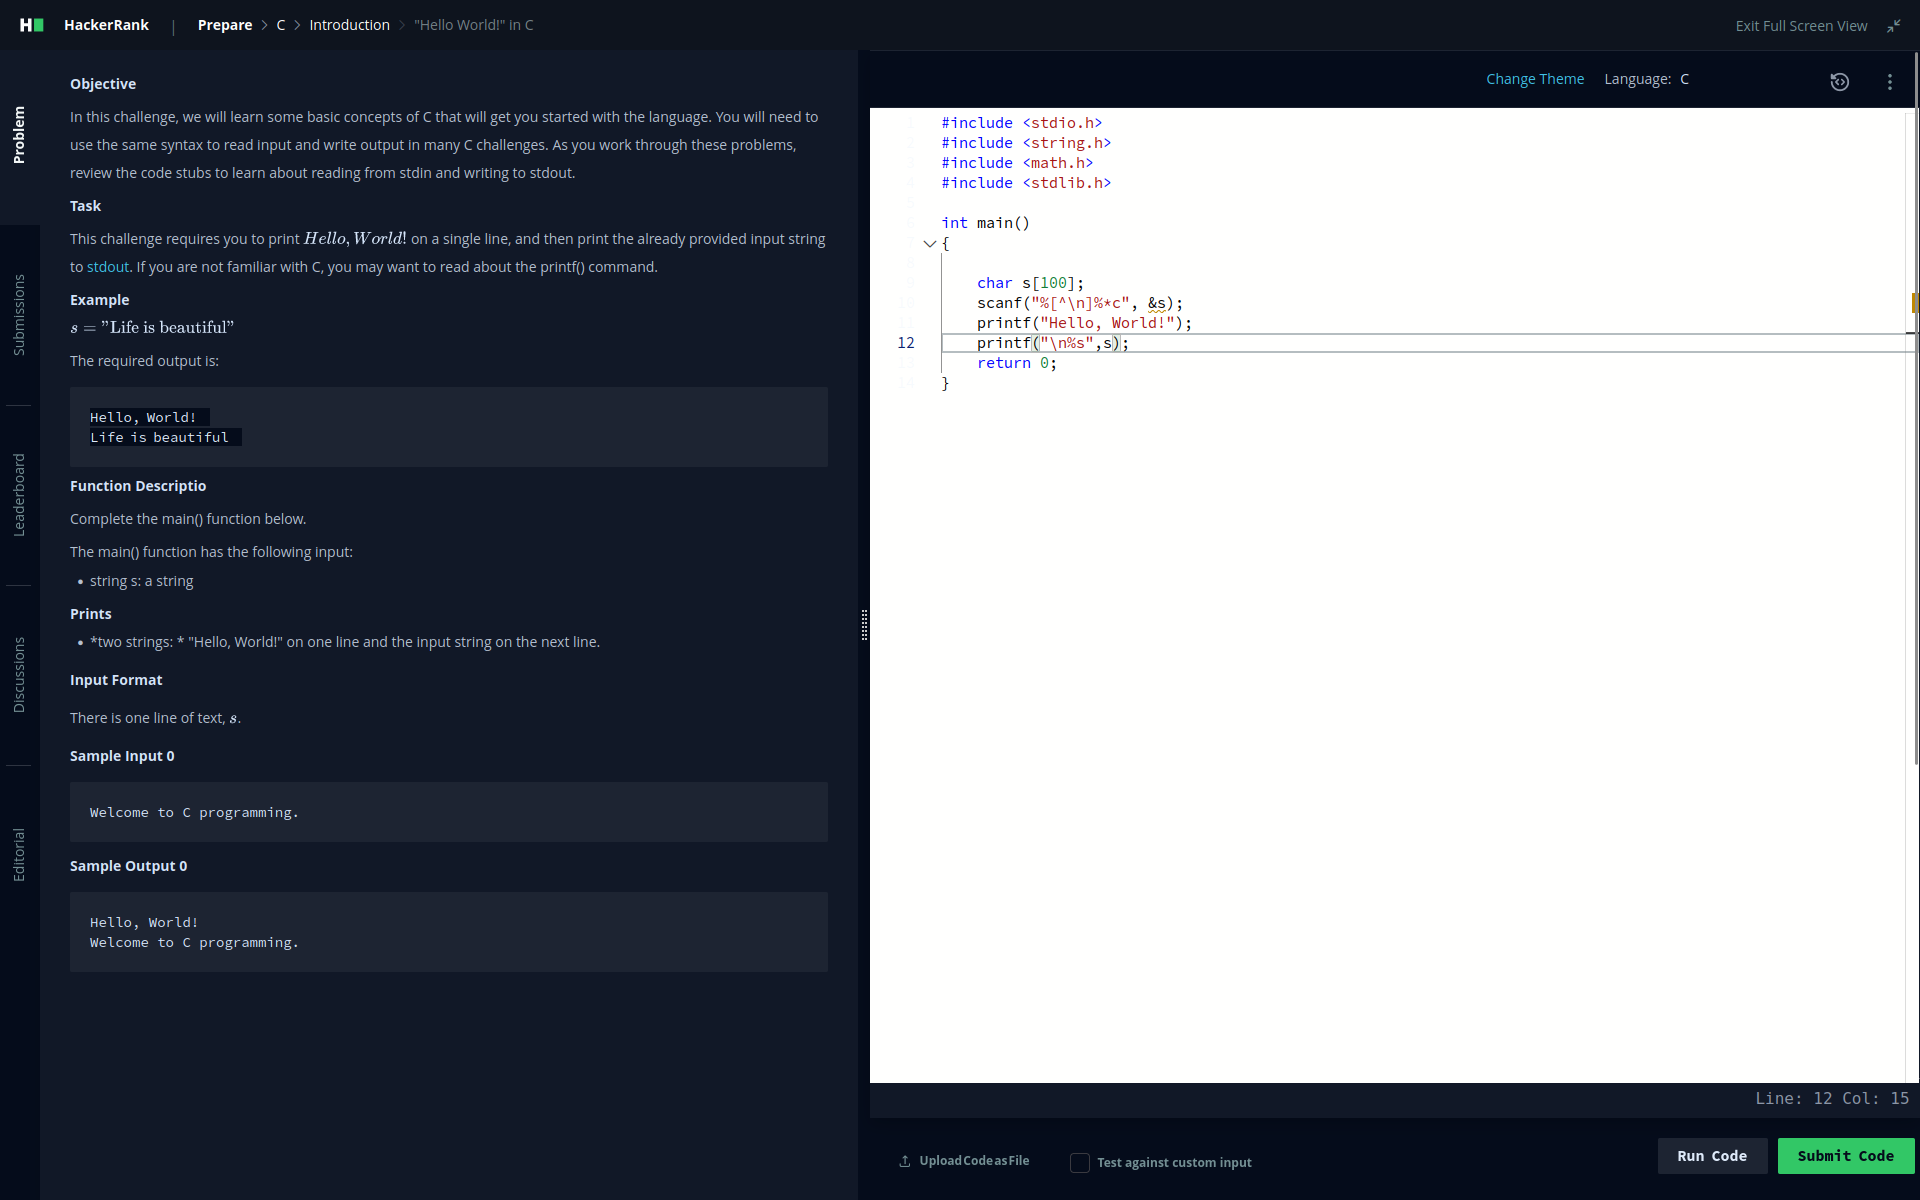 HackerRank | Prepare > C > Introduction > "Hello World!" in C
Exit Full Screen View
Problem
Submissions
Leaderboard
Discussions
Editorial
Objective
In this challenge, we will learn some basic concepts of C that will get you started with the language. You will need to
use the same syntax to read input and write output in many C challenges. As you work through these problems,
review the code stubs to learn about reading from stdin and writing to stdout.
Task
This challenge requires you to print Hello, World! on a single line, and then print the already provided input string
to stdout. If you are not familiar with C, you may want to read about the printf() command.
Example
s = ”Life is beautiful”
The required output is:
Hello, World!
Life is beautiful
Function Descriptio
Complete the main() function below.
The main() function has the following input:
• string s: a string
Prints
• *two strings: * "Hello, World!" on one line and the input string on the next line.
Input Format
There is one line of text, s.
Sample Input 0
Welcome to C programming.
Sample Output 0
Hello, World!
Welcome to C programming.
Change Theme Language: C
#include <stdio.h>
#include <string.h>
#include <math.h>
#include <stdlib.h>
int main()
{
char s[100];
scanf("%[^\n]%*c", &s);
printf("Hello, World!");
12 printf("\n%s",s);
return 0;
}
Line: 12 Col: 15
Upload Code as File
Test against custom input
Run Code
Submit Code